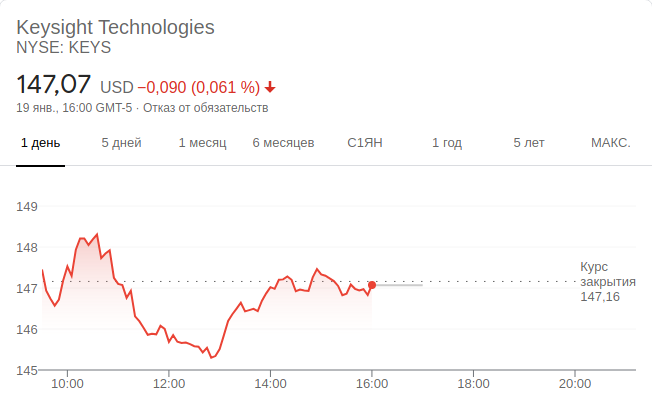 Keysight Technologies
NYSE: KEYS
147,07 USD −0,090 (0,061 %)
19 янв., 16:00 GMT-5 · Отказ от обязательств
1 день 5 дней 1 месяц 6 месяцев С1ЯН 1 год 5 лет МАКС.
149
148
147
146
145
Курс
закрытия
147,16
10:00 12:00 14:00 16:00 18:00 20:00